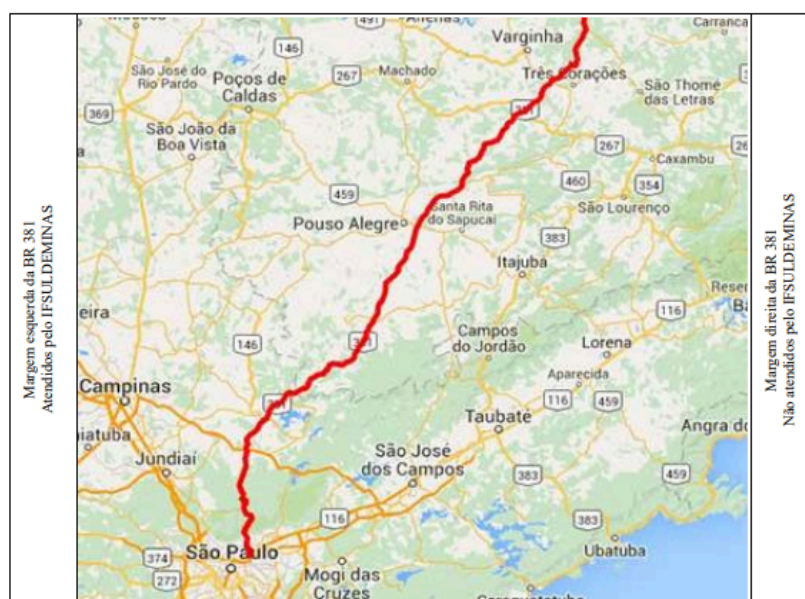 Margem esquerda da BR 381
Atendidos pelo IFSULDEMINAS
491
Varginha
Carranca
146
São José do
Rio Pardo
Poços de
Caldas
267
Machado
Três Corações
São Thomé
das Letras
369
São João da
Boa Vista
267
Caxambu
459
460
354
Santa Rita
do Sapucaí
São Lourenço
Pouso Alegre
383
Itajubá
116
146
Campos
do Jordão
Lorena
Campinas
Aparecida
116
459
Taubaté
Angra do
Jundiaí
São José
dos Campos
383
459
116
383
374
São Paulo
Ubatuba
272
Mogi das
Cruzes
Margem direita da BR 381
Não atendidos pelo IFSULDEMINAS